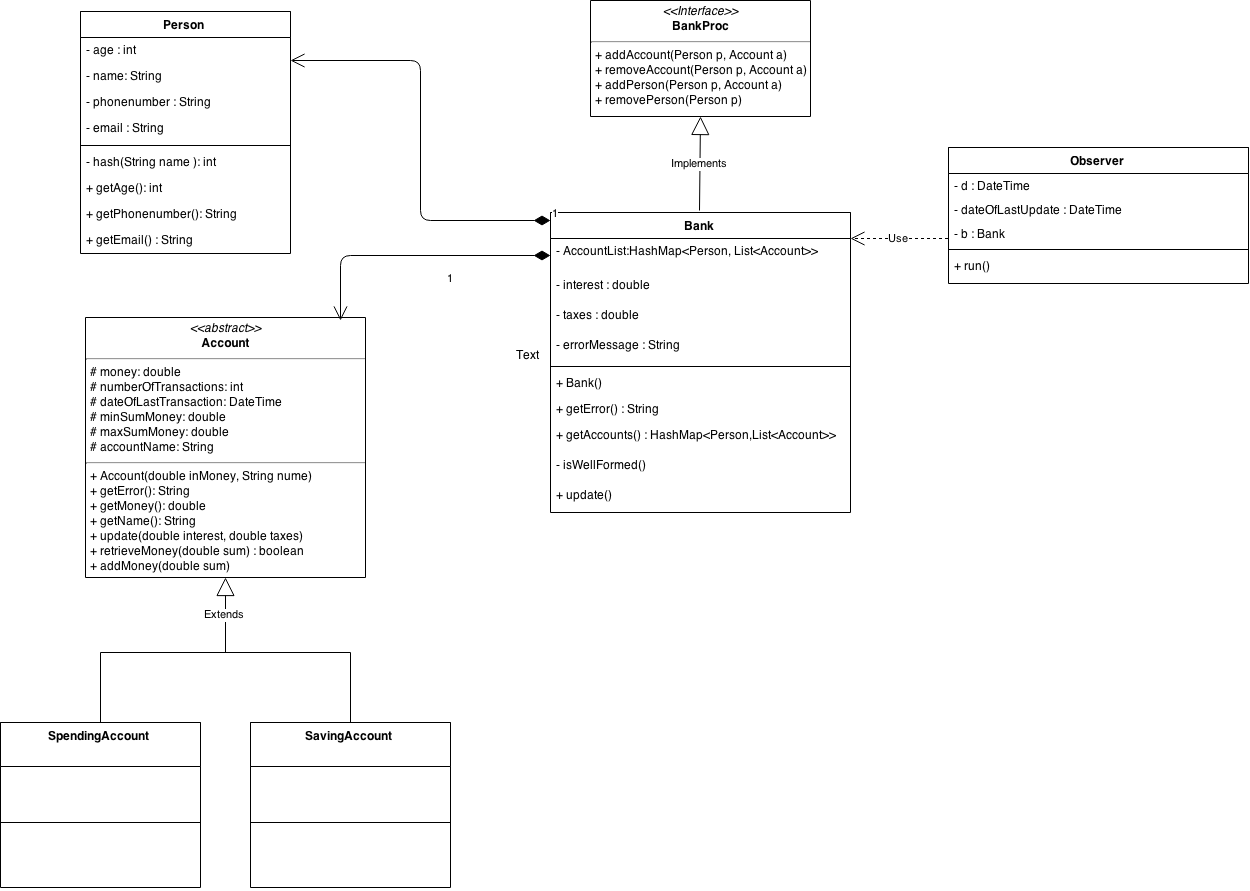 Person
- age : int
- name: String
- phonenumber : String
- email : String
- hash(String name ): int
+ getAge(): int
+ getPhonenumber(): String
+ getEmail() : String
<<Interface>>
BankProc
+ addAccount(Person p, Account a)
+ removeAccount(Person p, Account a)
+ addPerson(Person p, Account a)
+ removePerson(Person p)
Implements
Observer
- d : DateTime
- dateOfLastUpdate : DateTime
- b : Bank
+ run()
Use
1
Bank
- AccountList:HashMap<Person, List<Account>>
- interest : double
- taxes : double
- errorMessage : String
+ Bank()
+ getError() : String
+ getAccounts() : HashMap<Person,List<Account>>
- isWellFormed()
+ update()
1
Text
<<abstract>>
Account
# money: double
# numberOfTransactions: int
# dateOfLastTransaction: DateTime
# minSumMoney: double
# maxSumMoney: double
# accountName: String
+ Account(double inMoney, String nume)
+ getError(): String
+ getMoney(): double
+ getName(): String
+ update(double interest, double taxes)
+ retrieveMoney(double sum) : boolean
+ addMoney(double sum)
Extends
SpendingAccount
SavingAccount